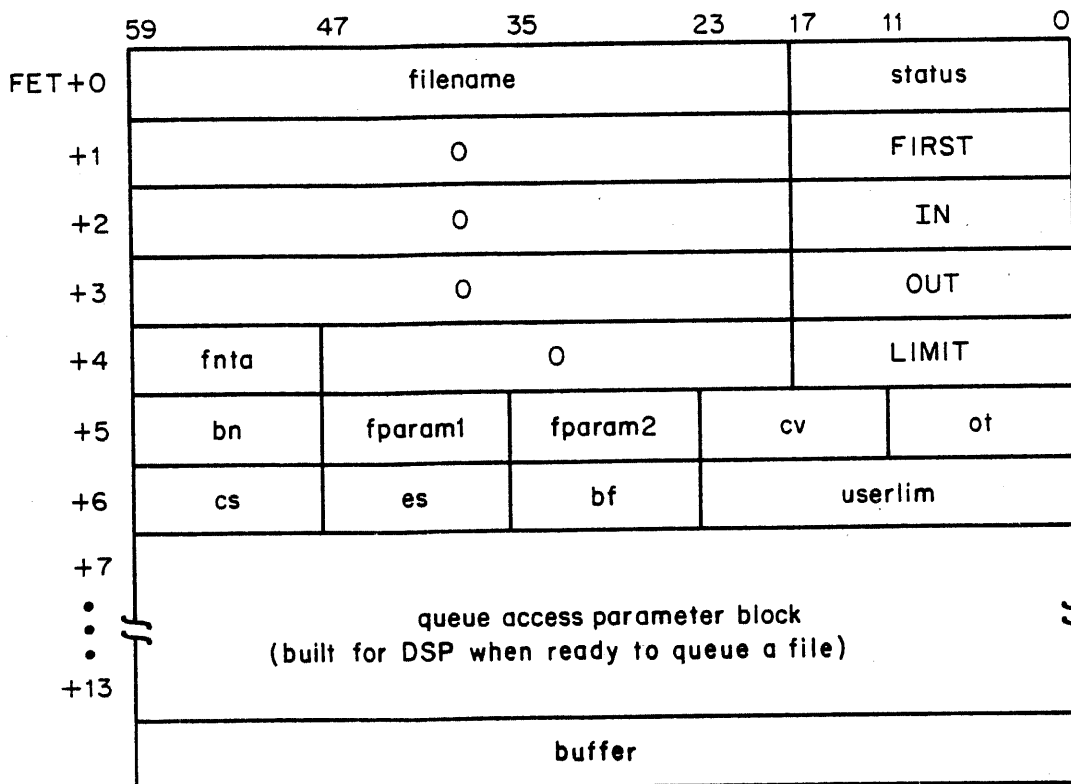 59 47 35 23 17 11 0
FET+0 filename status
+1 0 FIRST
+2 0 IN
+3 0 OUT
+4 fnta 0 LIMIT
+5 bn fparam1 fparam2 cv ot
+6 cs es bf userlim
+7
queue access parameter block
(built for DSP when ready to queue a file)
+13
buffer